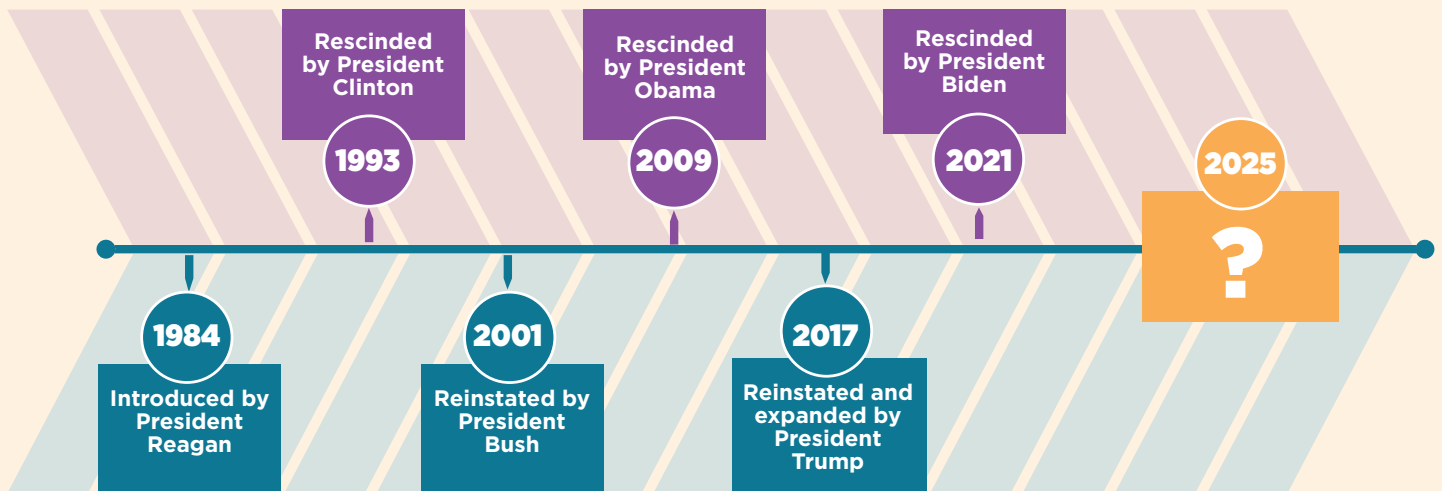 Rescinded
by President
Clinton
1993
Rescinded
by President
Obama
2009
Rescinded
by President
Biden
2021
2025
?
1984
Introduced by
President
Reagan
2001
Reinstated by
President
Bush
2017
Reinstated and
expanded by
President
Trump